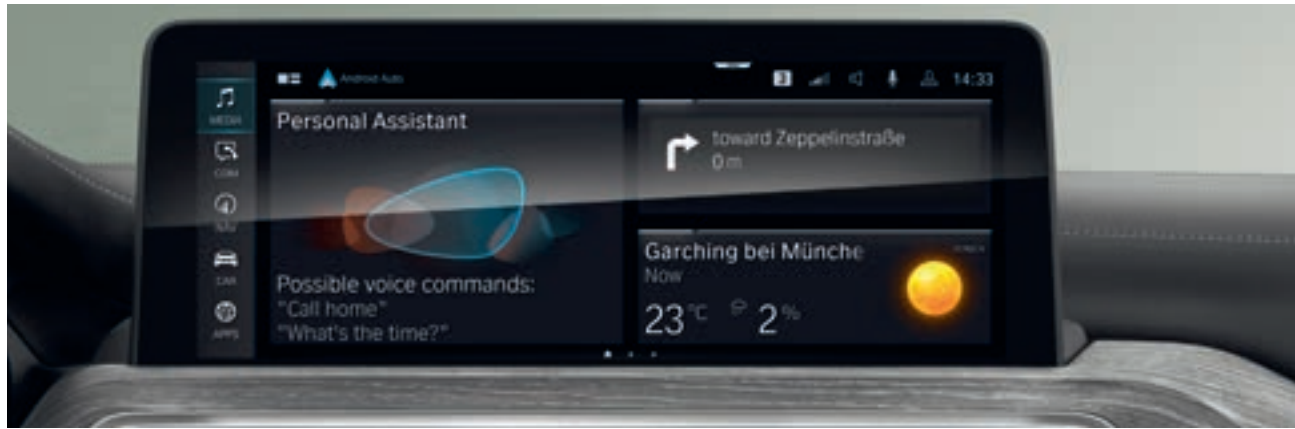 Android Auto
3
14:33
MEDIA
COM
NAV
CAR
APPS
Personal Assistant
Possible voice commands:
"Call home"
"What's the time?"
toward Zeppelinstraße
0 m
Garching bei Münche
Now
23 °C 2 %